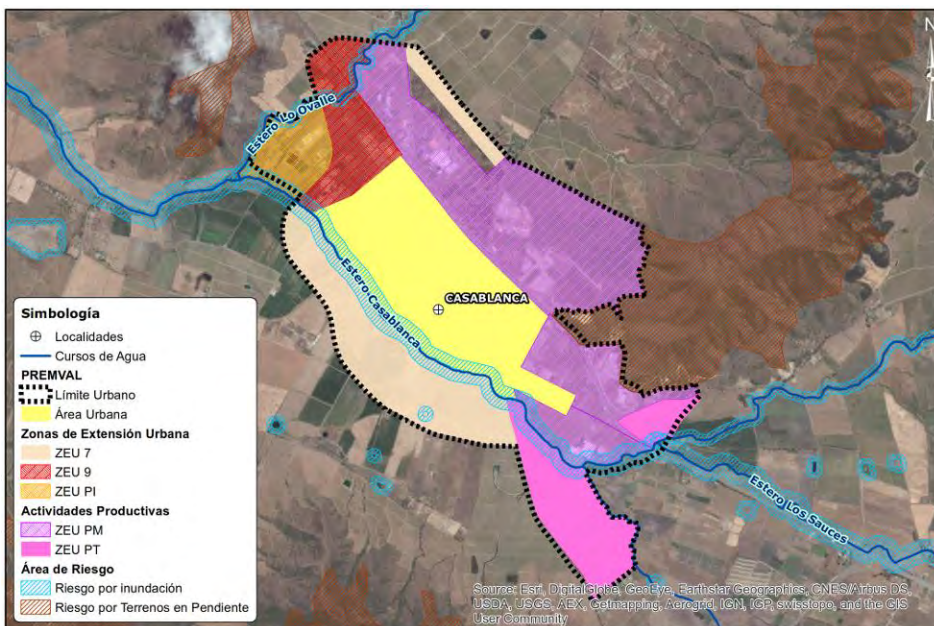 N
Estero Lo Ovalle
Estero Casablanca
CASABLANCA
Estero Los Sauces
Simbología
Localidades
Cursos de Agua
PREMVAL
Límite Urbano
Área Urbana
Zonas de Extensión Urbana
ZEU 7
ZEU 9
ZEU PI
Actividades Productivas
ZEU PM
ZEU PT
Área de Riesgo
Riesgo por inundación
Riesgo por Terrenos en Pendiente
Source: Esri, DigitalGlobe, GeoEye, Earthstar Geographics, CNES/Airbus DS,
USDA, USGS, AEX, Getmapping, Aerogrid, IGN, IGP, swisstopo, and the GIS
User Community